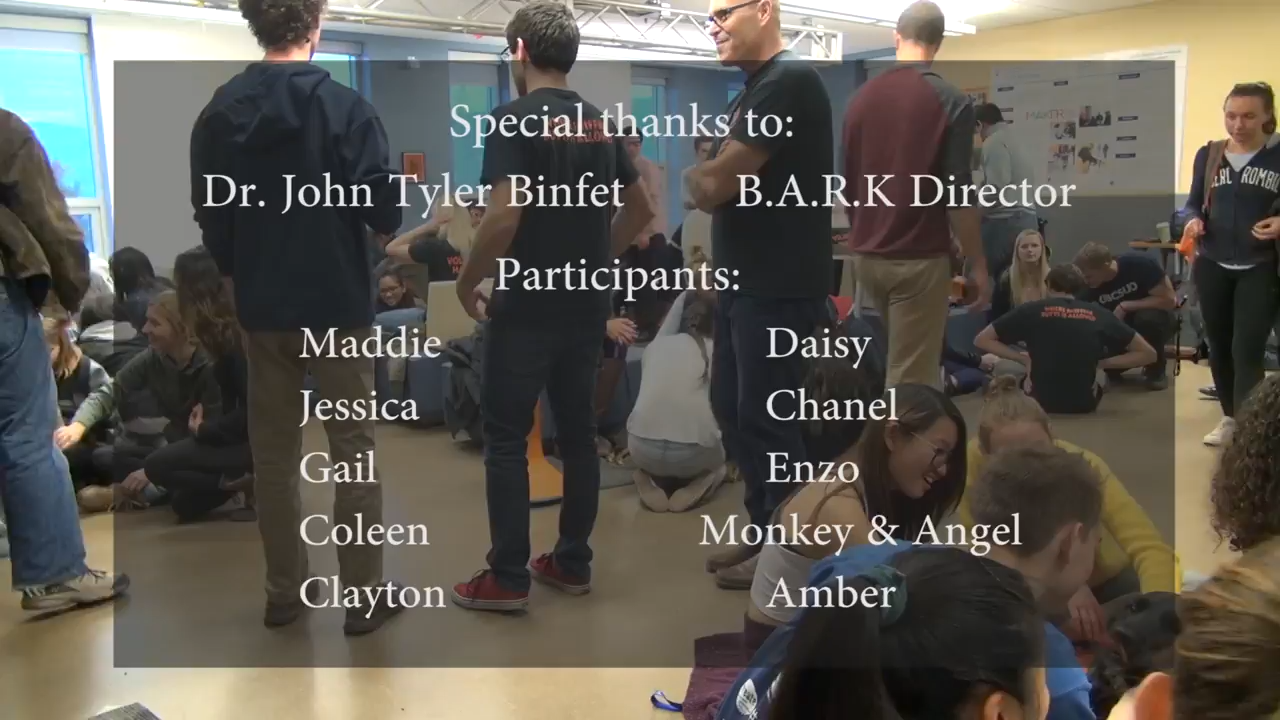 Special thanks to:
Dr. John Tyler Binfet B.A.R.K Director
Participants:
Maddie Daisy
Jessica Chanel
Gail Enzo
Coleen Monkey & Angel
Clayton Amber